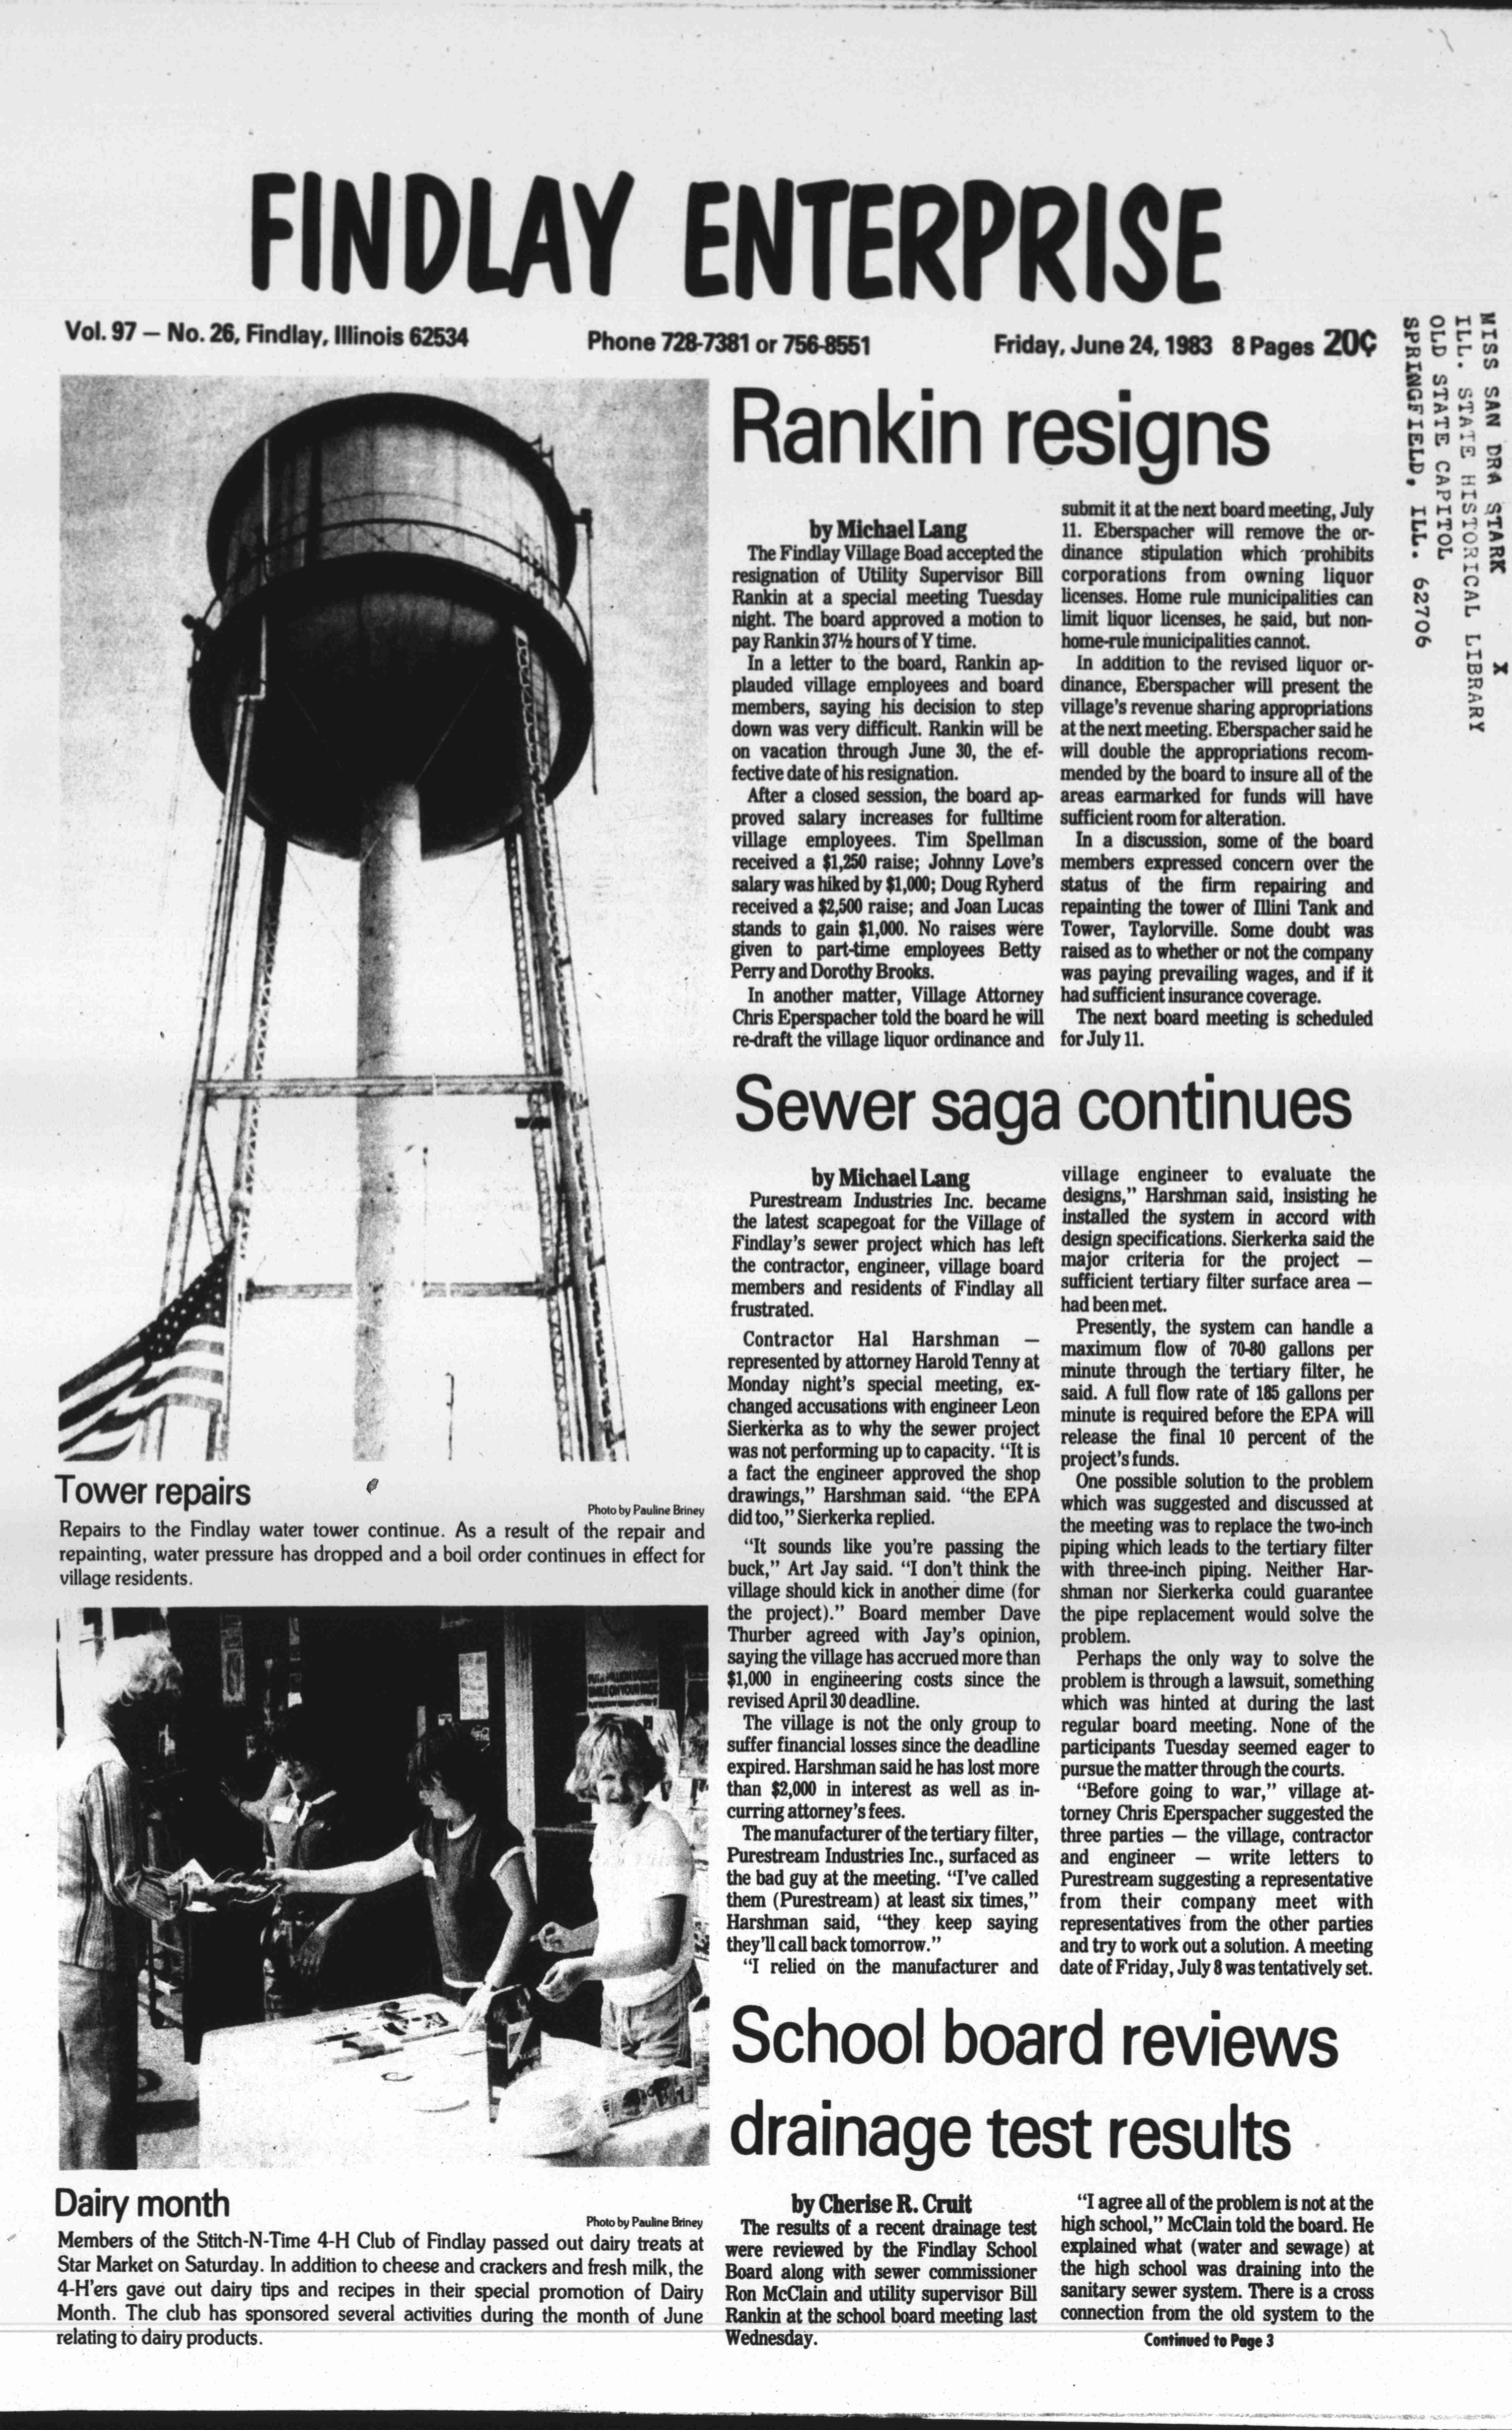 FINDLAY ENTERPRISE
Vol. 97 — No. 26, Findlay, Illinois 62534
Phone 728-7381 or 756-8551
Friday, June 24, 1983 8 Pages 20¢
MISS SAN DRA STARK X
ILL. STATE HISTORICAL LIBRARY
OLD STATE CAPITOL
SPRINGFIELD, ILL. 62706
Tower repairs
Photo by Pauline Briney
Repairs to the Findlay water tower continue. As a result of the repair and
repainting, water pressure has dropped and a boil order continues in effect for
village residents.
Dairy month
Photo by Pauline Briney
Members of the Stitch-N-Time 4-H Club of Findlay passed out dairy treats at
Star Market on Saturday. In addition to cheese and crackers and fresh milk, the
4-H'ers gave out dairy tips and recipes in their special promotion of Dairy
Month. The club has sponsored several activities during the month of June
relating to dairy products.
Rankin resigns
by Michael Lang
The Findlay Village Boad accepted the
resignation of Utility Supervisor Bill
Rankin at a special meeting Tuesday
night. The board approved a motion to
pay Rankin 37½ hours of Y time.
In a letter to the board, Rankin ap-
plauded village employees and board
members, saying his decision to step
down was very difficult. Rankin will be
on vacation through June 30, the ef-
fective date of his resignation.
After a closed session, the board ap-
proved salary increases for fulltime
village employees. Tim Spellman
received a $1,250 raise; Johnny Love's
salary was hiked by $1,000; Doug Ryherd
received a $2,500 raise; and Joan Lucas
stands to gain $1,000. No raises were
given to part-time employees Betty
Perry and Dorothy Brooks.
In another matter, Village Attorney
Chris Eperspacher told the board he will
re-draft the village liquor ordinance and
submit it at the next board meeting, July
11. Eberspacher will remove the or-
dinance stipulation which prohibits
corporations from owning liquor
licenses. Home rule municipalities can
limit liquor licenses, he said, but non-
home-rule municipalities cannot.
In addition to the revised liquor or-
dinance, Eberspacher will present the
village's revenue sharing appropriations
at the next meeting. Eberspacher said he
will double the appropriations recom-
mended by the board to insure all of the
areas earmarked for funds will have
sufficient room for alteration.
In a discussion, some of the board
members expressed concern over the
status of the firm repairing and
repainting the tower of Illini Tank and
Tower, Taylorville. Some doubt was
raised as to whether or not the company
was paying prevailing wages, and if it
had sufficient insurance coverage.
The next board meeting is scheduled
for July 11.
Sewer saga continues
by Michael Lang
Purestream Industries Inc. became
the latest scapegoat for the Village of
Findlay's sewer project which has left
the contractor, engineer, village board
members and residents of Findlay all
frustrated.
Contractor Hal Harshman —
represented by attorney Harold Tenny at
Monday night's special meeting, ex-
changed accusations with engineer Leon
Sierkerka as to why the sewer project
was not performing up to capacity. "It is
a fact the engineer approved the shop
drawings," Harshman said. "the EPA
did too," Sierkerka replied.
"It sounds like you're passing the
buck," Art Jay said. "I don't think the
village should kick in another dime (for
the project)." Board member Dave
Thurber agreed with Jay's opinion,
saying the village has accrued more than
$1,000 in engineering costs since the
revised April 30 deadline.
The village is not the only group to
suffer financial losses since the deadline
expired. Harshman said he has lost more
than $2,000 in interest as well as in-
curring attorney's fees.
The manufacturer of the tertiary filter,
Purestream Industries Inc., surfaced as
the bad guy at the meeting. "I've called
them (Purestream) at least six times,"
Harshman said, "they keep saying
they'll call back tomorrow."
"I relied on the manufacturer and
village engineer to evaluate the
designs," Harshman said, insisting he
installed the system in accord with
design specifications. Sierkerka said the
major criteria for the project —
sufficient tertiary filter surface area —
had been met.
Presently, the system can handle a
maximum flow of 70-80 gallons per
minute through the tertiary filter, he
said. A full flow rate of 185 gallons per
minute is required before the EPA will
release the final 10 percent of the
project's funds.
One possible solution to the problem
which was suggested and discussed at
the meeting was to replace the two-inch
piping which leads to the tertiary filter
with three-inch piping. Neither Har-
shman nor Sierkerka could guarantee
the pipe replacement would solve the
problem.
Perhaps the only way to solve the
problem is through a lawsuit, something
which was hinted at during the last
regular board meeting. None of the
participants Tuesday seemed eager to
pursue the matter through the courts.
"Before going to war," village at-
torney Chris Eperspacher suggested the
three parties — the village, contractor
and engineer — write letters to
Purestream suggesting a representative
from their company meet with
representatives from the other parties
and try to work out a solution. A meeting
date of Friday, July 8 was tentatively set.
School board reviews
drainage test results
by Cherise R. Cruit
The results of a recent drainage test
were reviewed by the Findlay School
Board along with sewer commissioner
Ron McClain and utility supervisor Bill
Rankin at the school board meeting last
Wednesday.
"I agree all of the problem is not at the
high school," McClain told the board. He
explained what (water and sewage) at
the high school was draining into the
sanitary sewer system. There is a cross
connection from the old system to the
Continued to Page 3